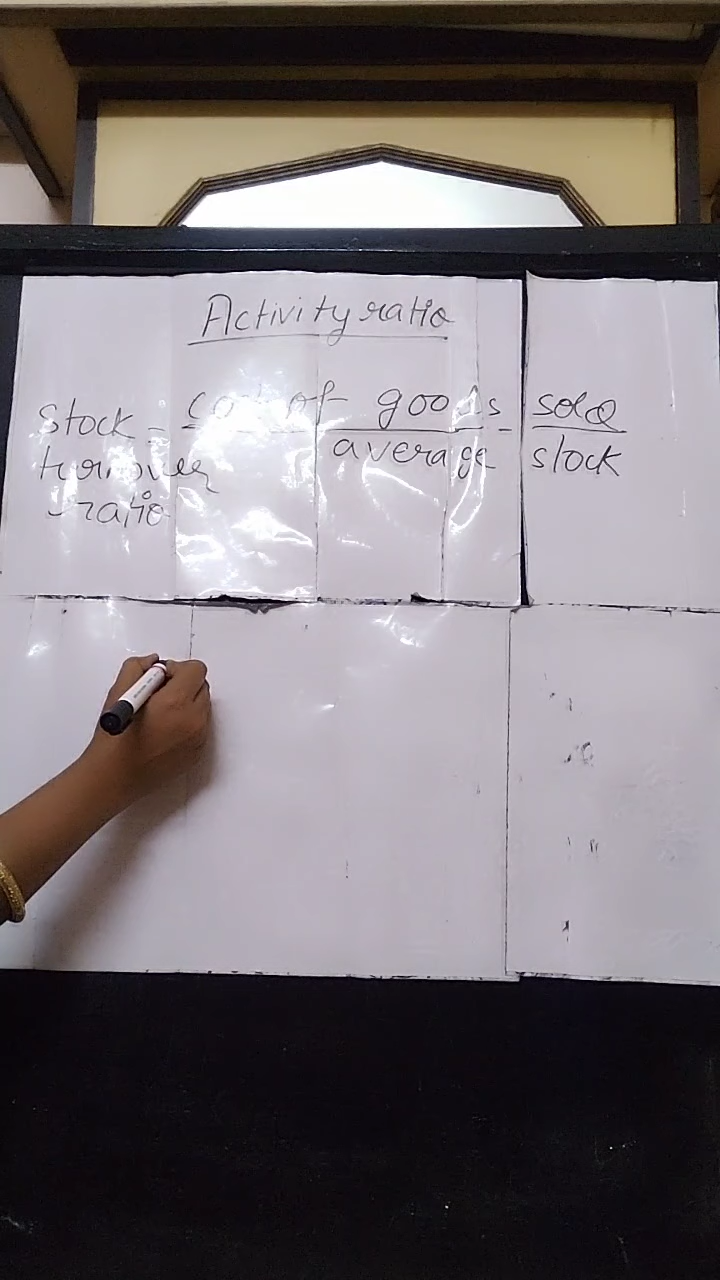 Activity ratio
Stock = cost of goods sold
turnover average stock
ratio